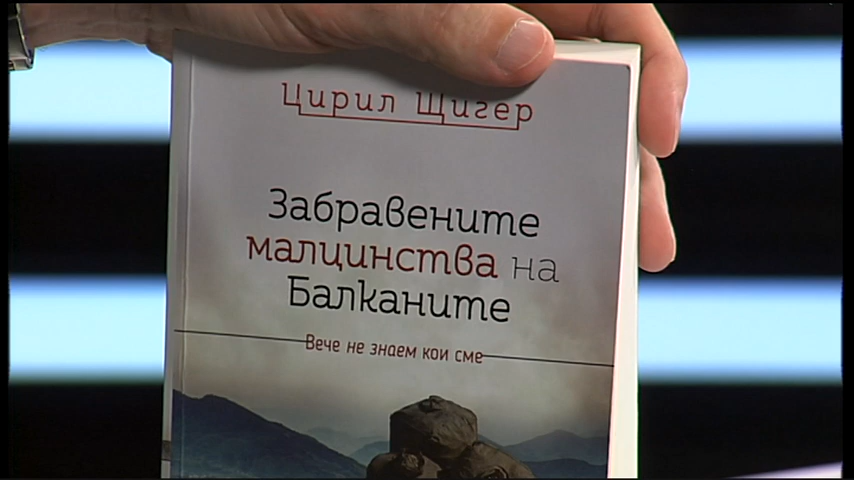 Цирил Щигер
Забравените
малцинства на
Балканите
Вече не знаем кои сме